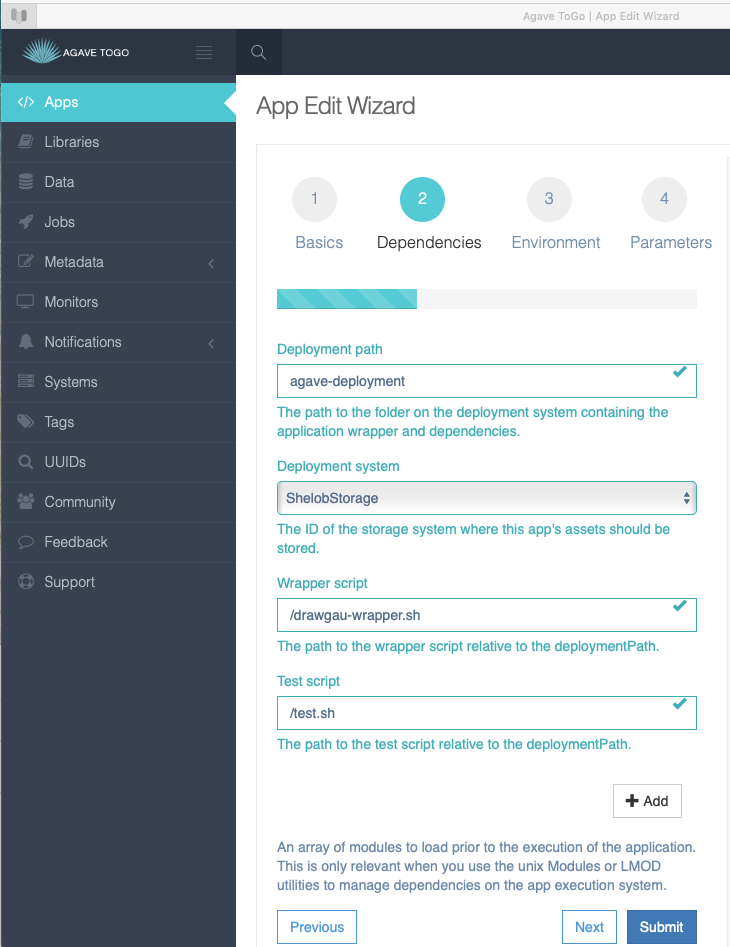 Agave ToGo | App Edit Wizard
AGAVE TOGO
Apps
Libraries
Data
Jobs
Metadata
Monitors
Notifications
Systems
Tags
UUIDs
Community
Feedback
Support
App Edit Wizard
1 2 3 4
Basics Dependencies Environment Parameters
Deployment path
agave-deployment
The path to the folder on the deployment system containing the
application wrapper and dependencies.
Deployment system
ShelobStorage
The ID of the storage system where this app's assets should be
stored.
Wrapper script
/drawgau-wrapper.sh
The path to the wrapper script relative to the deploymentPath.
Test script
/test.sh
The path to the test script relative to the deploymentPath.
Add
An array of modules to load prior to the execution of the application.
This is only relevant when you use the unix Modules or LMOD
utilities to manage dependencies on the app execution system.
Previous Next Submit